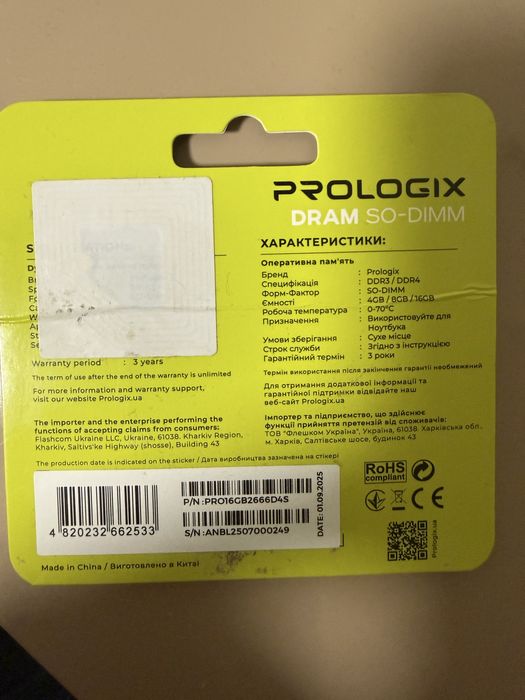 PROLOGIX
DRAM SO-DIMM
ХАРАКТЕРИСТИКИ:
Оперативна пам'ять
Бренд : Prologix
Специфікація : DDR3 / DDR4
Форм-Фактор : SO-DIMM
Ємності : 4GB / 8GB / 16GB
Робоча температура : 0-70°C
Призначення : Використовуйте для
Ноутбука
Умови зберігання : Сухе місце
Строк служби : Згідно з інструкцією
Гарантійний термін : 3 роки
Термін використання після закінчення гарантії необмежений
Для отримання додаткової інформації та
гарантійної підтримки відвідайте наш
веб-сайт Prologix.ua
Імпортер та підприємство, що здійснює
функції прийняття претензій від споживачів:
ТОВ "Флешком Україна", Україна, 61038. Харківська обл.,
м. Харків, Салтівське шосе, будинок 43
Warranty period : 3 years
The term of use after the end of the warranty is unlimited
For more information and warranty support,
visit our website Prologix.ua
The importer and the enterprise performing the
functions of accepting claims from consumers:
Flashcom Ukraine LLC, Ukraine, 61038. Kharkiv Region,
Kharkiv, Saltivs'ke Highway (shosse), Building 43
The production date is indicated on the sticker / Дата виробництва зазначена на стікері
4 820232 662533
P/N : PRO16GB2666D4S
S/N : ANBL2507000249
DATE: 01.09.2025
RoHS
compliant
CE
Prologix.ua
Made in China / Виготовлено в Китаї